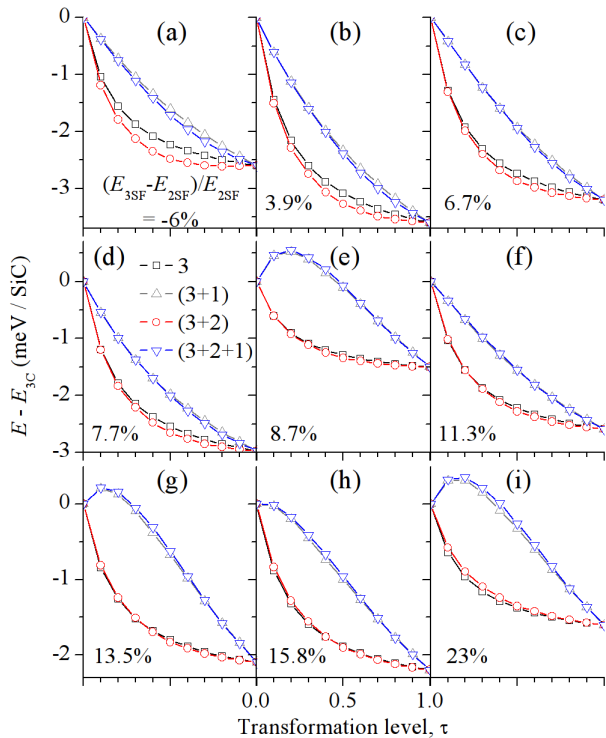 (a)
(b)
(c)
0
-1
-2
-3
(E3SF-E2SF)/E2SF
= -6%
3.9%
6.7%
E - E3C (meV / SiC)
(d)
(e)
(f)
0
-1
-2
-3
3
(3+1)
(3+2)
(3+2+1)
7.7%
8.7%
11.3%
(g)
(h)
(i)
0
-1
-2
13.5%
15.8%
23%
0.0 0.5 1.0
Transformation level, τ